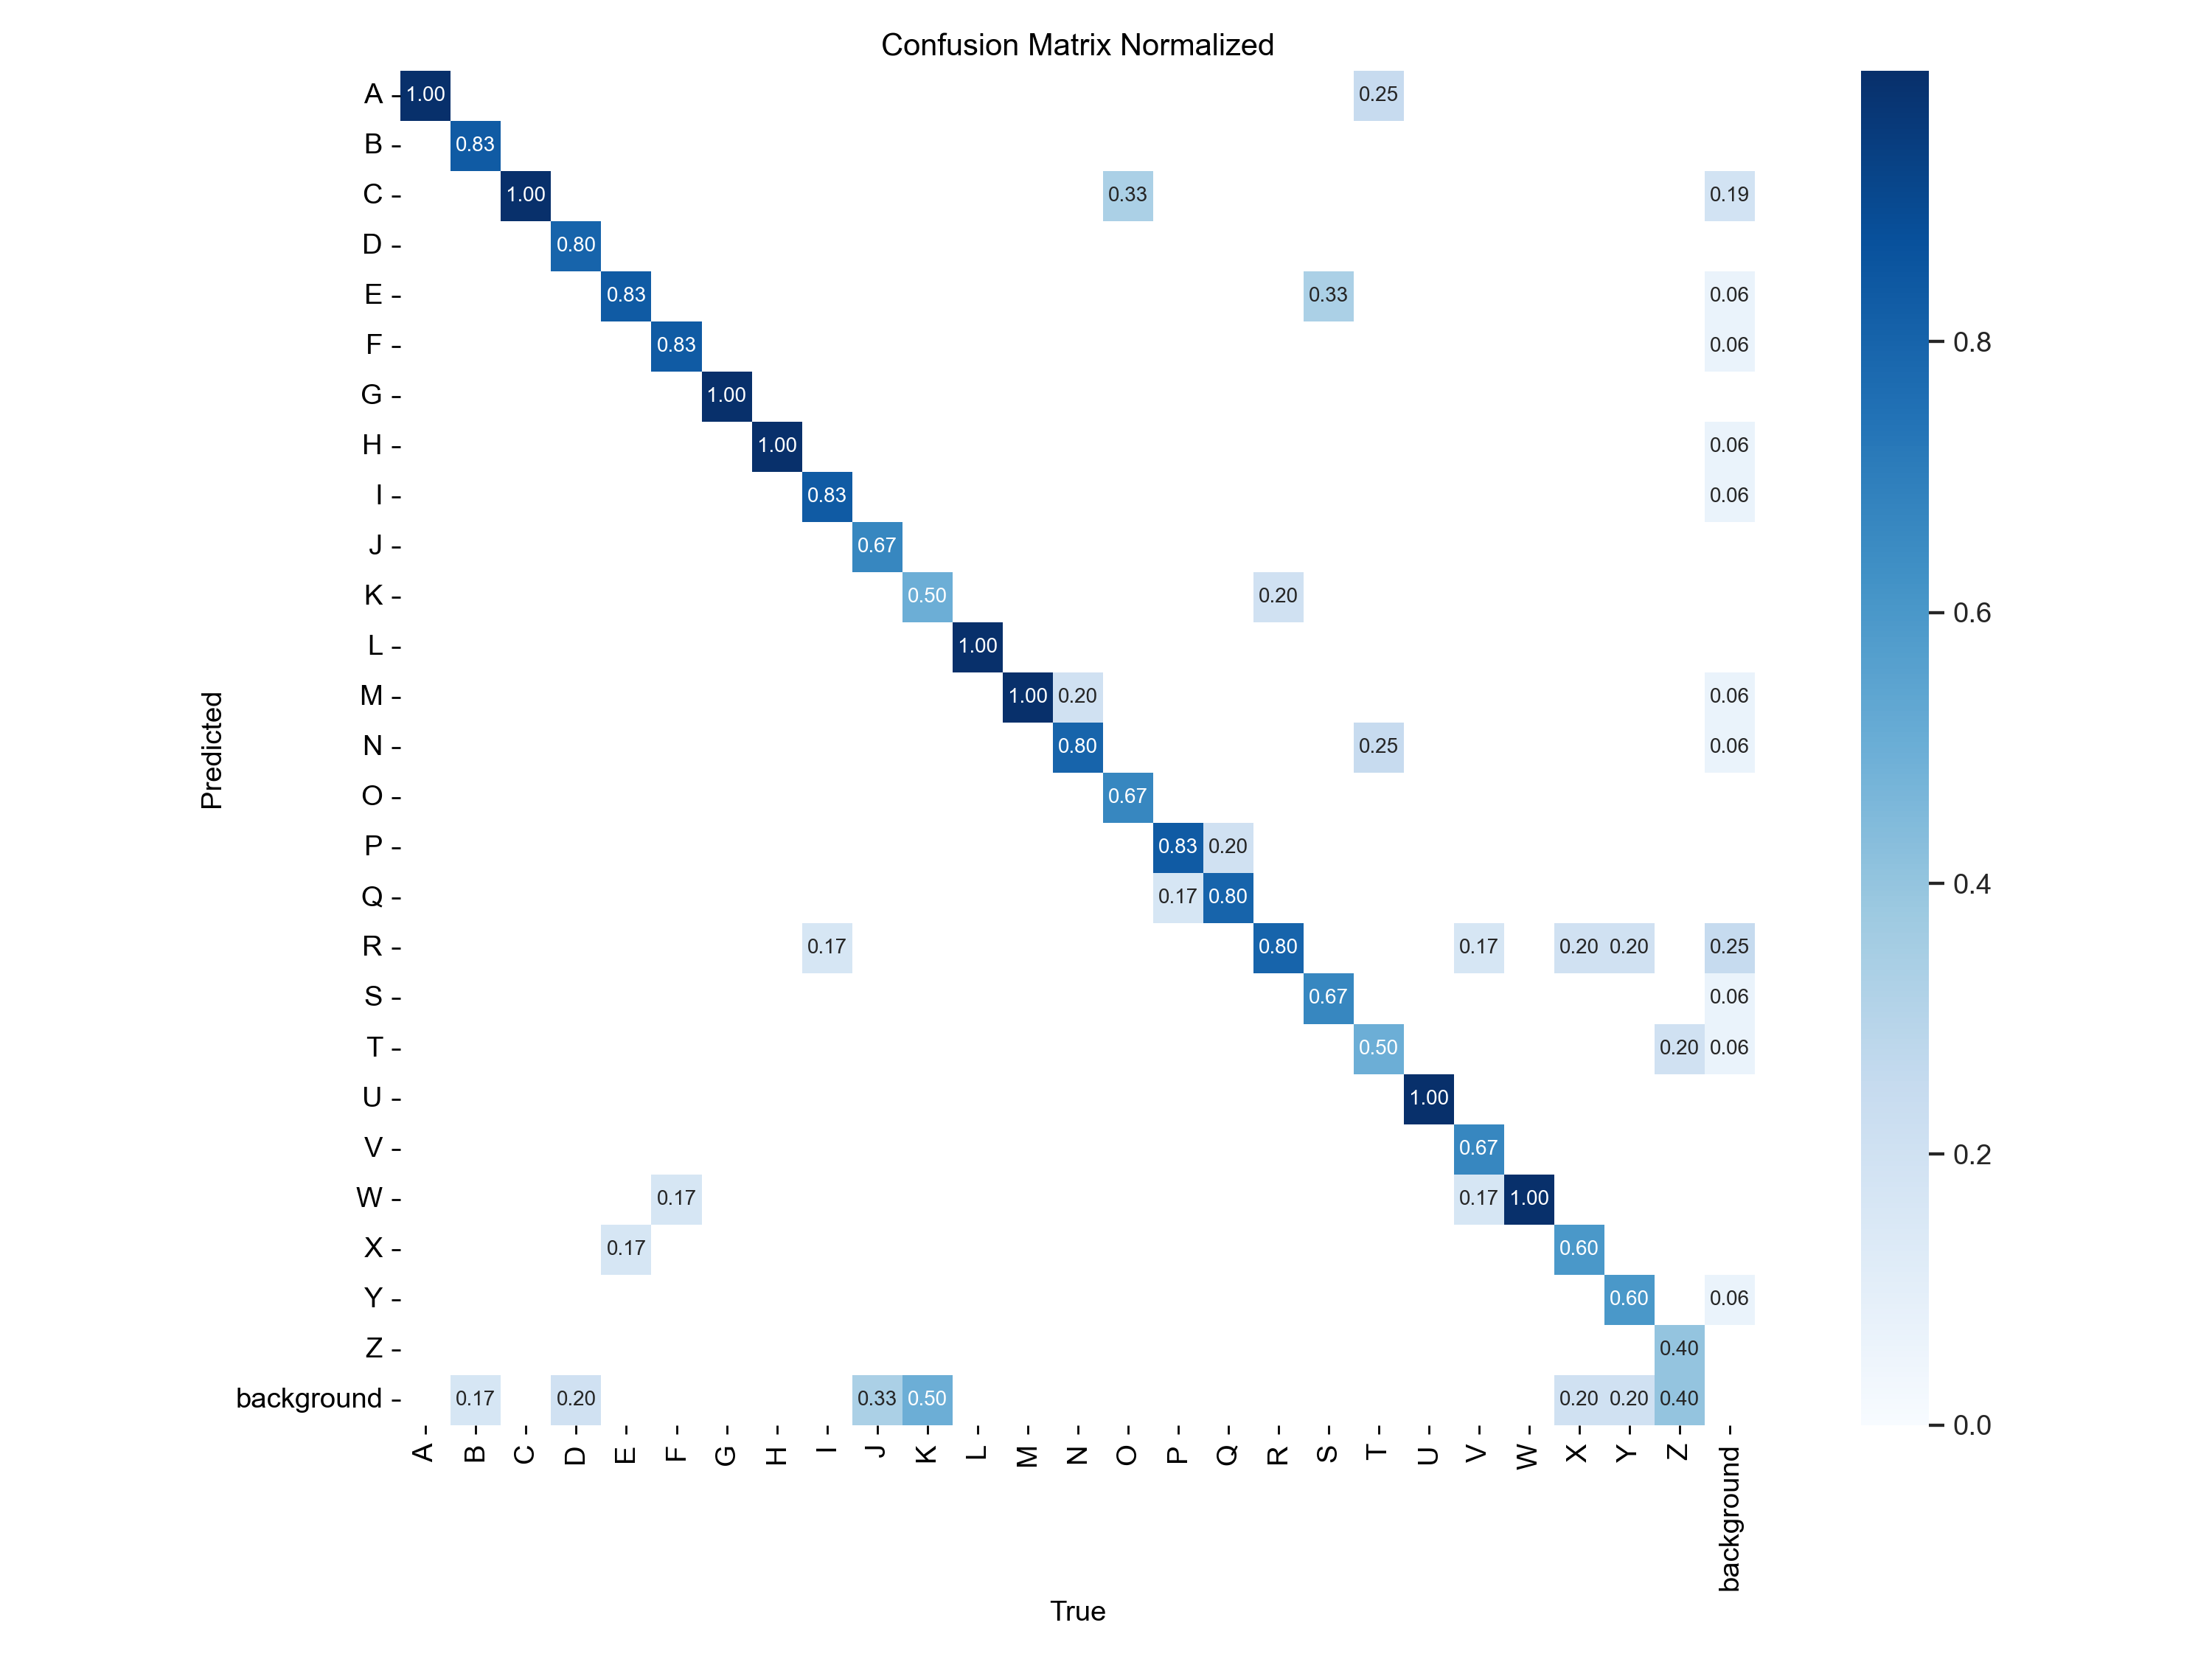 Confusion Matrix Normalized
A 1.00 0.25
B 0.83
C 1.00 0.33 0.19
D 0.80
E 0.83 0.33 0.06
F 0.83 0.06 0.8
G 1.00
H 1.00 0.06
I 0.83 0.06
J 0.67
K 0.50 0.20 0.6
L 1.00
M 1.00 0.20 0.06
Predicted
N 0.80 0.25 0.06
O 0.67
P 0.83 0.20
Q 0.17 0.80 0.4
R 0.17 0.80 0.17 0.20 0.20 0.25
S 0.67 0.06
T 0.50 0.20 0.06
U 1.00
V 0.67 0.2
W 0.17 0.17 1.00
X 0.17 0.60
Y 0.60 0.06
Z 0.40
background 0.17 0.20 0.33 0.50 0.20 0.20 0.40 0.0
A B C D E F G H I J K L M N O P Q R S T U V W X Y Z background
True